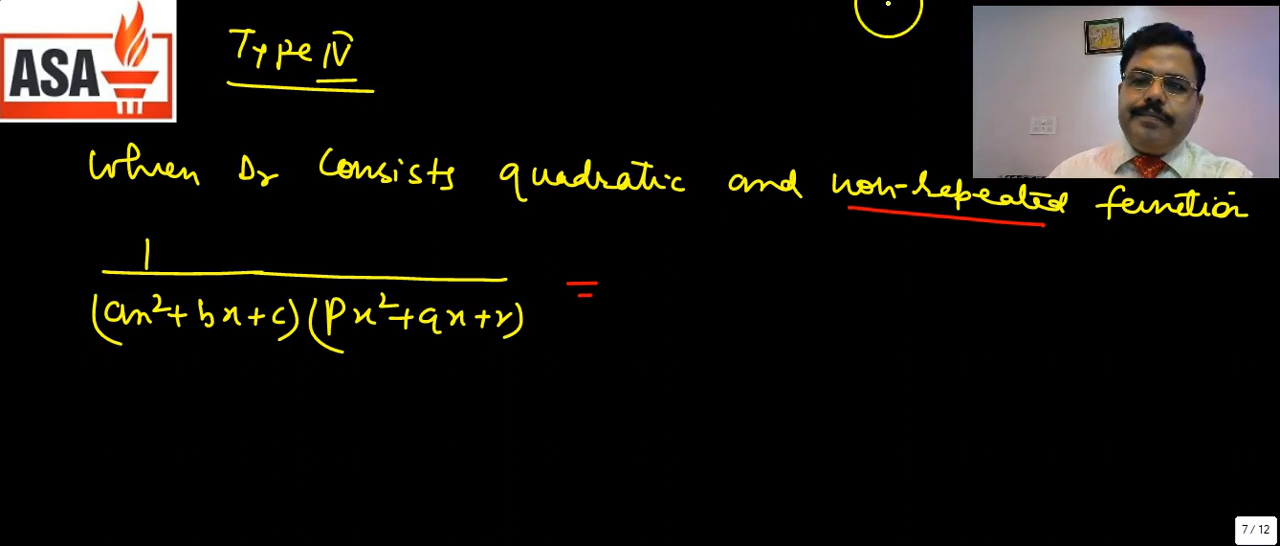 ASA
Type IV
When Dr consists quadratic and non-repeated function
1
(ax²+bx+c)(px²+qx+r) =
7 / 12